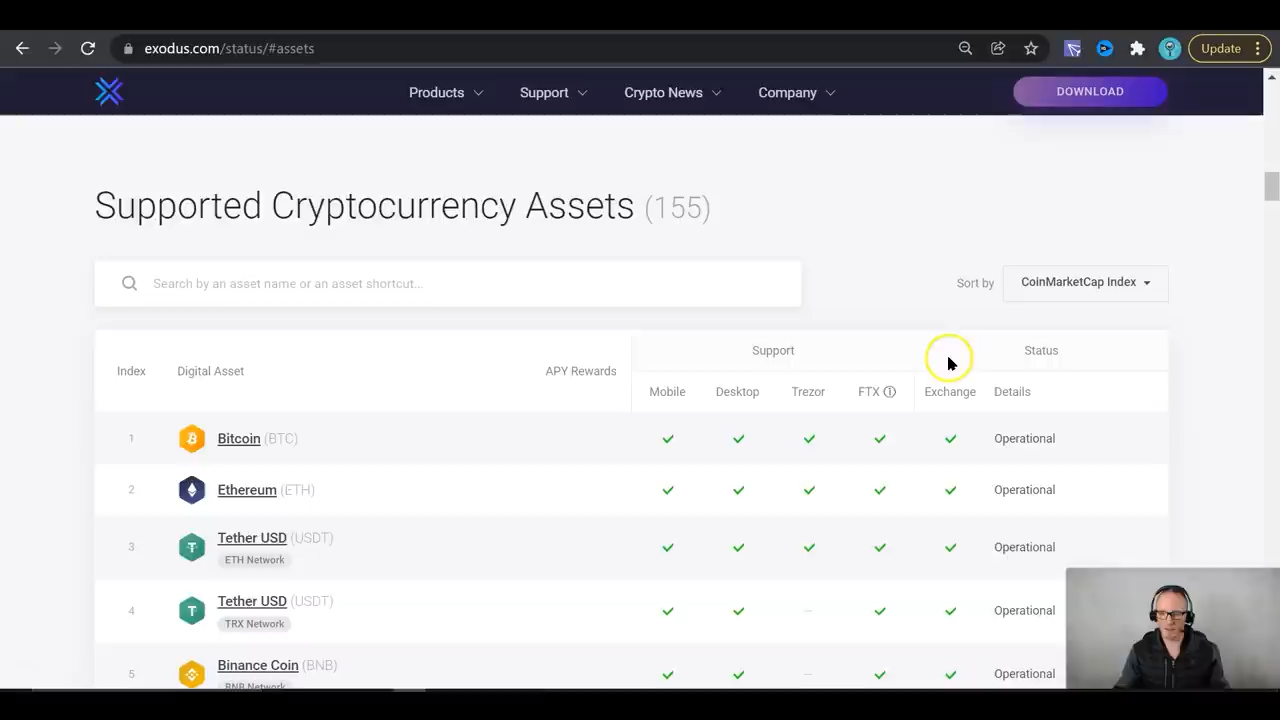 exodus.com/status/#assets
Update
Products Support Crypto News Company DOWNLOAD
Supported Cryptocurrency Assets (155)
Search by an asset name or an asset shortcut...
Sort by CoinMarketCap Index
Support Status
Index Digital Asset APY Rewards
Mobile Desktop Trezor FTX Exchange Details
1 Bitcoin (BTC) Operational
2 Ethereum (ETH) Operational
3 Tether USD (USDT) Operational
ETH Network
4 Tether USD (USDT) Operational
TRX Network
5 Binance Coin (BNB) Operational
BNB Network